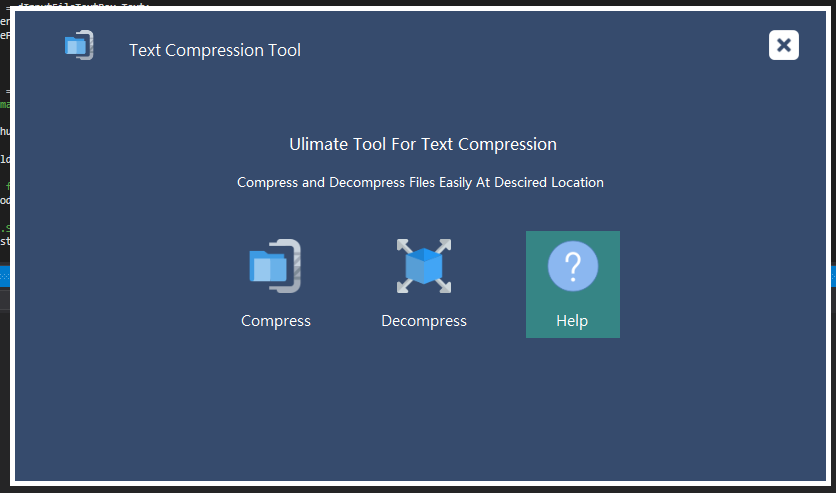 Text Compression Tool
Ulimate Tool For Text Compression
Compress and Decompress Files Easily At Descired Location
Compress
Decompress
Help